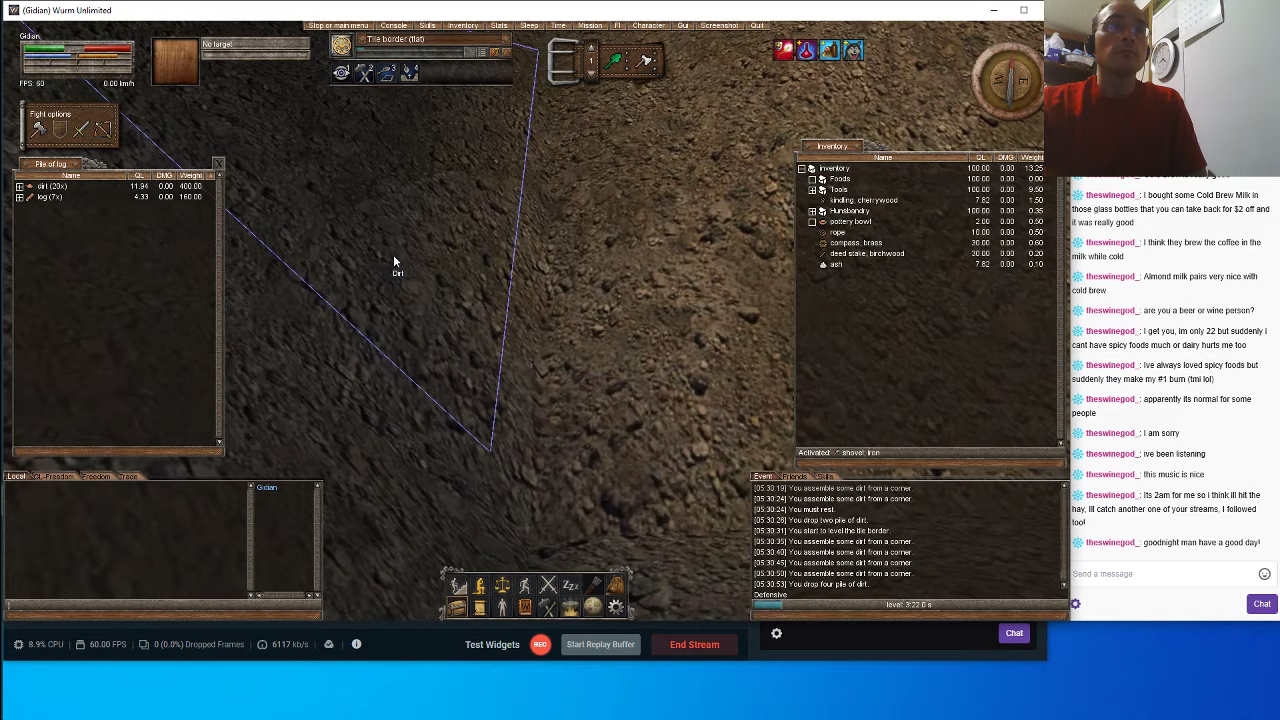 (Gidian) Wurm Unlimited
Stop or main menu Console Skills Inventory Stats Sleep Time Mission Character Gui Screenshot Quit
Gidian
FPS: 60 0.00 km/h
No target
Tile border (flat)
1
3 4
Fight options
Pile of log
Name QL DMG Weight
dirt (20x) 11.94 0.00 400.00
log (7x) 4.33 0.00 160.00
Dirt
Inventory
Name QL DMG Weight
inventory 100.00 0.00 13.25
Foods 100.00 0.00 0.00
Tools 100.00 0.00 9.50
kindling, cherrywood 7.82 0.00 1.50
Hunsbandry 100.00 0.00 0.35
pottery bowl 2.00 0.00 0.50
rope 10.00 0.00 0.50
compass, brass 30.00 0.00 0.60
deed stake, birchwood 30.00 0.00 0.20
ash 7.82 0.00 0.10
Activated: shovel, iron
Local GL-Freedom Freedom Trade
Gidian
Event Friends Skills
[05:30:19] You assemble some dirt from a corner.
[05:30:24] You assemble some dirt from a corner.
[05:30:24] You must rest.
[05:30:26] You drop two pile of dirt.
[05:30:31] You start to level the tile border.
[05:30:35] You assemble some dirt from a corner.
[05:30:40] You assemble some dirt from a corner.
[05:30:45] You assemble some dirt from a corner.
[05:30:50] You assemble some dirt from a corner.
[05:30:53] You drop four pile of dirt.
Defensive
level: 3:22.0 s
theswinegod_: I bought some Cold Brew Milk in
those glass bottles that you can take back for $2 off and
it was really good
theswinegod_: I think they brew the coffee in the
milk while cold
theswinegod_: Almond milk pairs very nice with
cold brew
theswinegod_: are you a beer or wine person?
theswinegod_: I get you, im only 22 but suddenly i
cant have spicy foods much or dairy hurts me too
theswinegod_: Ive always loved spicy foods but
suddenly they make my #1 burn (tmi lol)
theswinegod_: apparently its normal for some
people
theswinegod_: I am sorry
theswinegod_: ive been listening
theswinegod_: this music is nice
theswinegod_: Its 2am for me so i think ill hit the
hay, Ill catch another one of your streams, I followed
too!
theswinegod_: goodnight man have a good day!
Send a message
Chat
8.9% CPU 60.00 FPS 0 (0.0%) Dropped Frames 6117 kb/s
Test Widgets REC Start Replay Buffer End Stream
Chat